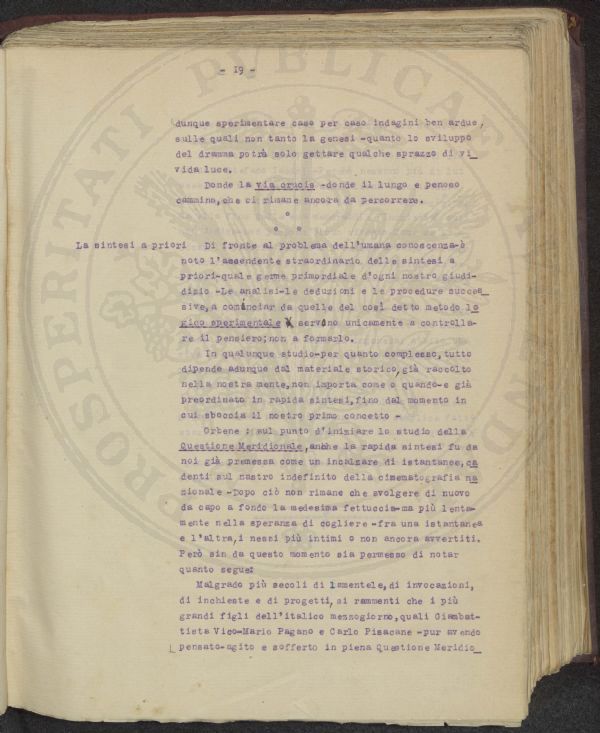 - 19 -
dunque sperimentare caso per caso indagini ben ardue,
sulle quali non tanto la genesi -quanto lo sviluppo
del dramma potrà solo gettare qualche sprazzo di vi_
vida luce.
Donde la via crucis -donde il lungo e penoso
cammino, che ci rimane ancora da percorrere.
°
° °
La sintesi a priori Di fronte al problema dell'umana conoscenza-è
noto l'ascendente straordinario delle sintesi a
priori-quale germe primordiale d'ogni nostro giudi-
dizio -Le analisi-le deduzioni e le procedure succes_
sive, a cominciar da quelle del così detto metodo lo
gico sperimentale servono unicamente a controlla-
re il pensiero; non a formarlo.
In qualunque studio-per quanto complesso, tutto
dipende adunque dal materiale storico, già raccolto
nella nostra mente, non importa come o quando-e già
preordinato in rapida sintesi, fino dal momento in
cui sboccia il nostro primo concetto -
Orbene : sul punto d'iniziare lo studio della
Questione Meridionale, anche la rapida sintesi fu da
noi già premessa come un incalzare di istantanee, ca
denti sul nastro indefinito della cinematografia na
zionale -Dopo ciò non rimane che svolgere di nuovo
da capo a fondo la medesima fettuccia-ma più lenta-
mente nella speranza di cogliere -fra una istantanea
e l'altra, i nessi più intimi o non ancora avvertiti.
Però sin da questo momento sia permesso di notar
quanto segue:
Malgrado più secoli di lamentele, di invocazioni,
di inchieste e di progetti, si rammenti che i più
grandi figli dell'italico mezzogiorno, quali Giambat-
tista Vico-Mario Pagano e Carlo Pisacane -pur avendo
pensato-agito e sofferto in piena Questione Meridio_
PROSPERITATI PUBLICAE AUGENDAE